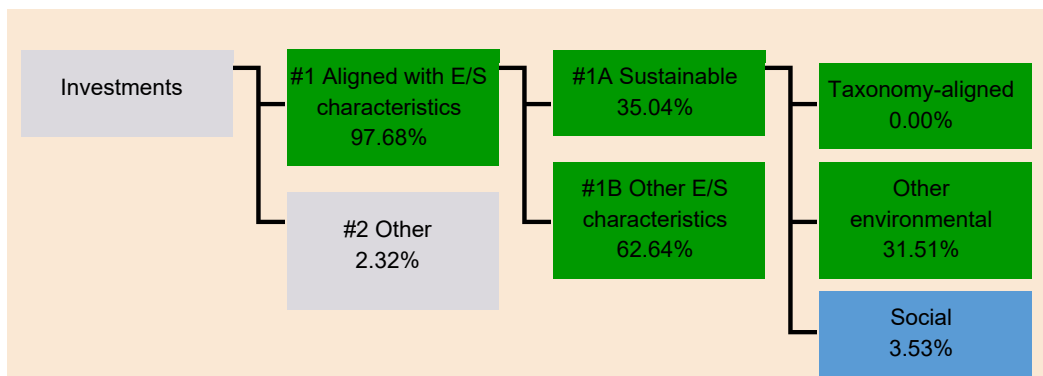 Investments
#1 Aligned with E/S
characteristics
97.68%
#2 Other
2.32%
#1A Sustainable
35.04%
#1B Other E/S
characteristics
62.64%
Taxonomy-aligned
0.00%
Other
environmental
31.51%
Social
3.53%